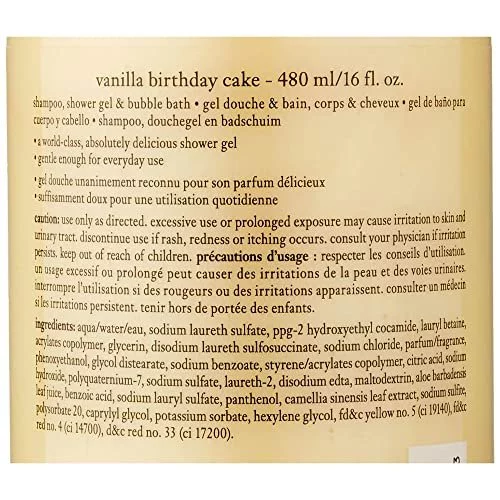 vanilla birthday cake - 480 ml/16 fl. oz.
shampoo, shower gel & bubble bath • gel douche & bain, corps & cheveux • gel de baño para
cuerpo y cabello • shampoo, douchegel en badschuim
• a world-class, absolutely delicious shower gel
• gentle enough for everyday use
• gel douche unanimement reconnu pour son parfum délicieux
• suffisamment doux pour une utilisation quotidienne
caution: use only as directed. excessive use or prolonged exposure may cause irritation to skin and
urinary tract. discontinue use if rash, redness or itching occurs. consult your physician if irritation
persists. keep out of reach of children. précautions d'usage : respecter les conseils d'utilisation.
un usage excessif ou prolongé peut causer des irritations de la peau et des voies urinaires.
interrompre l'utilisation si des rougeurs ou des irritations apparaissent. consulter un médecin
si les irritations persistent. tenir hors de portée des enfants.
ingredients: aqua/water/eau, sodium laureth sulfate, ppg-2 hydroxyethyl cocamide, lauryl betaine,
acrylates copolymer, glycerin, disodium laureth sulfosuccinate, sodium chloride, parfum/fragrance,
phenoxyethanol, glycol distearate, sodium benzoate, styrene/acrylates copolymer, citric acid, sodium
hydroxide, polyquaternium-7, sodium sulfate, laureth-2, disodium edta, maltodextrin, aloe barbadensis
leaf juice, benzoic acid, sodium lauryl sulfate, panthenol, camellia sinensis leaf extract, sodium sulfite,
polysorbate 20, caprylyl glycol, potassium sorbate, hexylene glycol, fd&c yellow no. 5 (ci 19140), fd&c
red no. 4 (ci 14700), d&c red no. 33 (ci 17200).
3